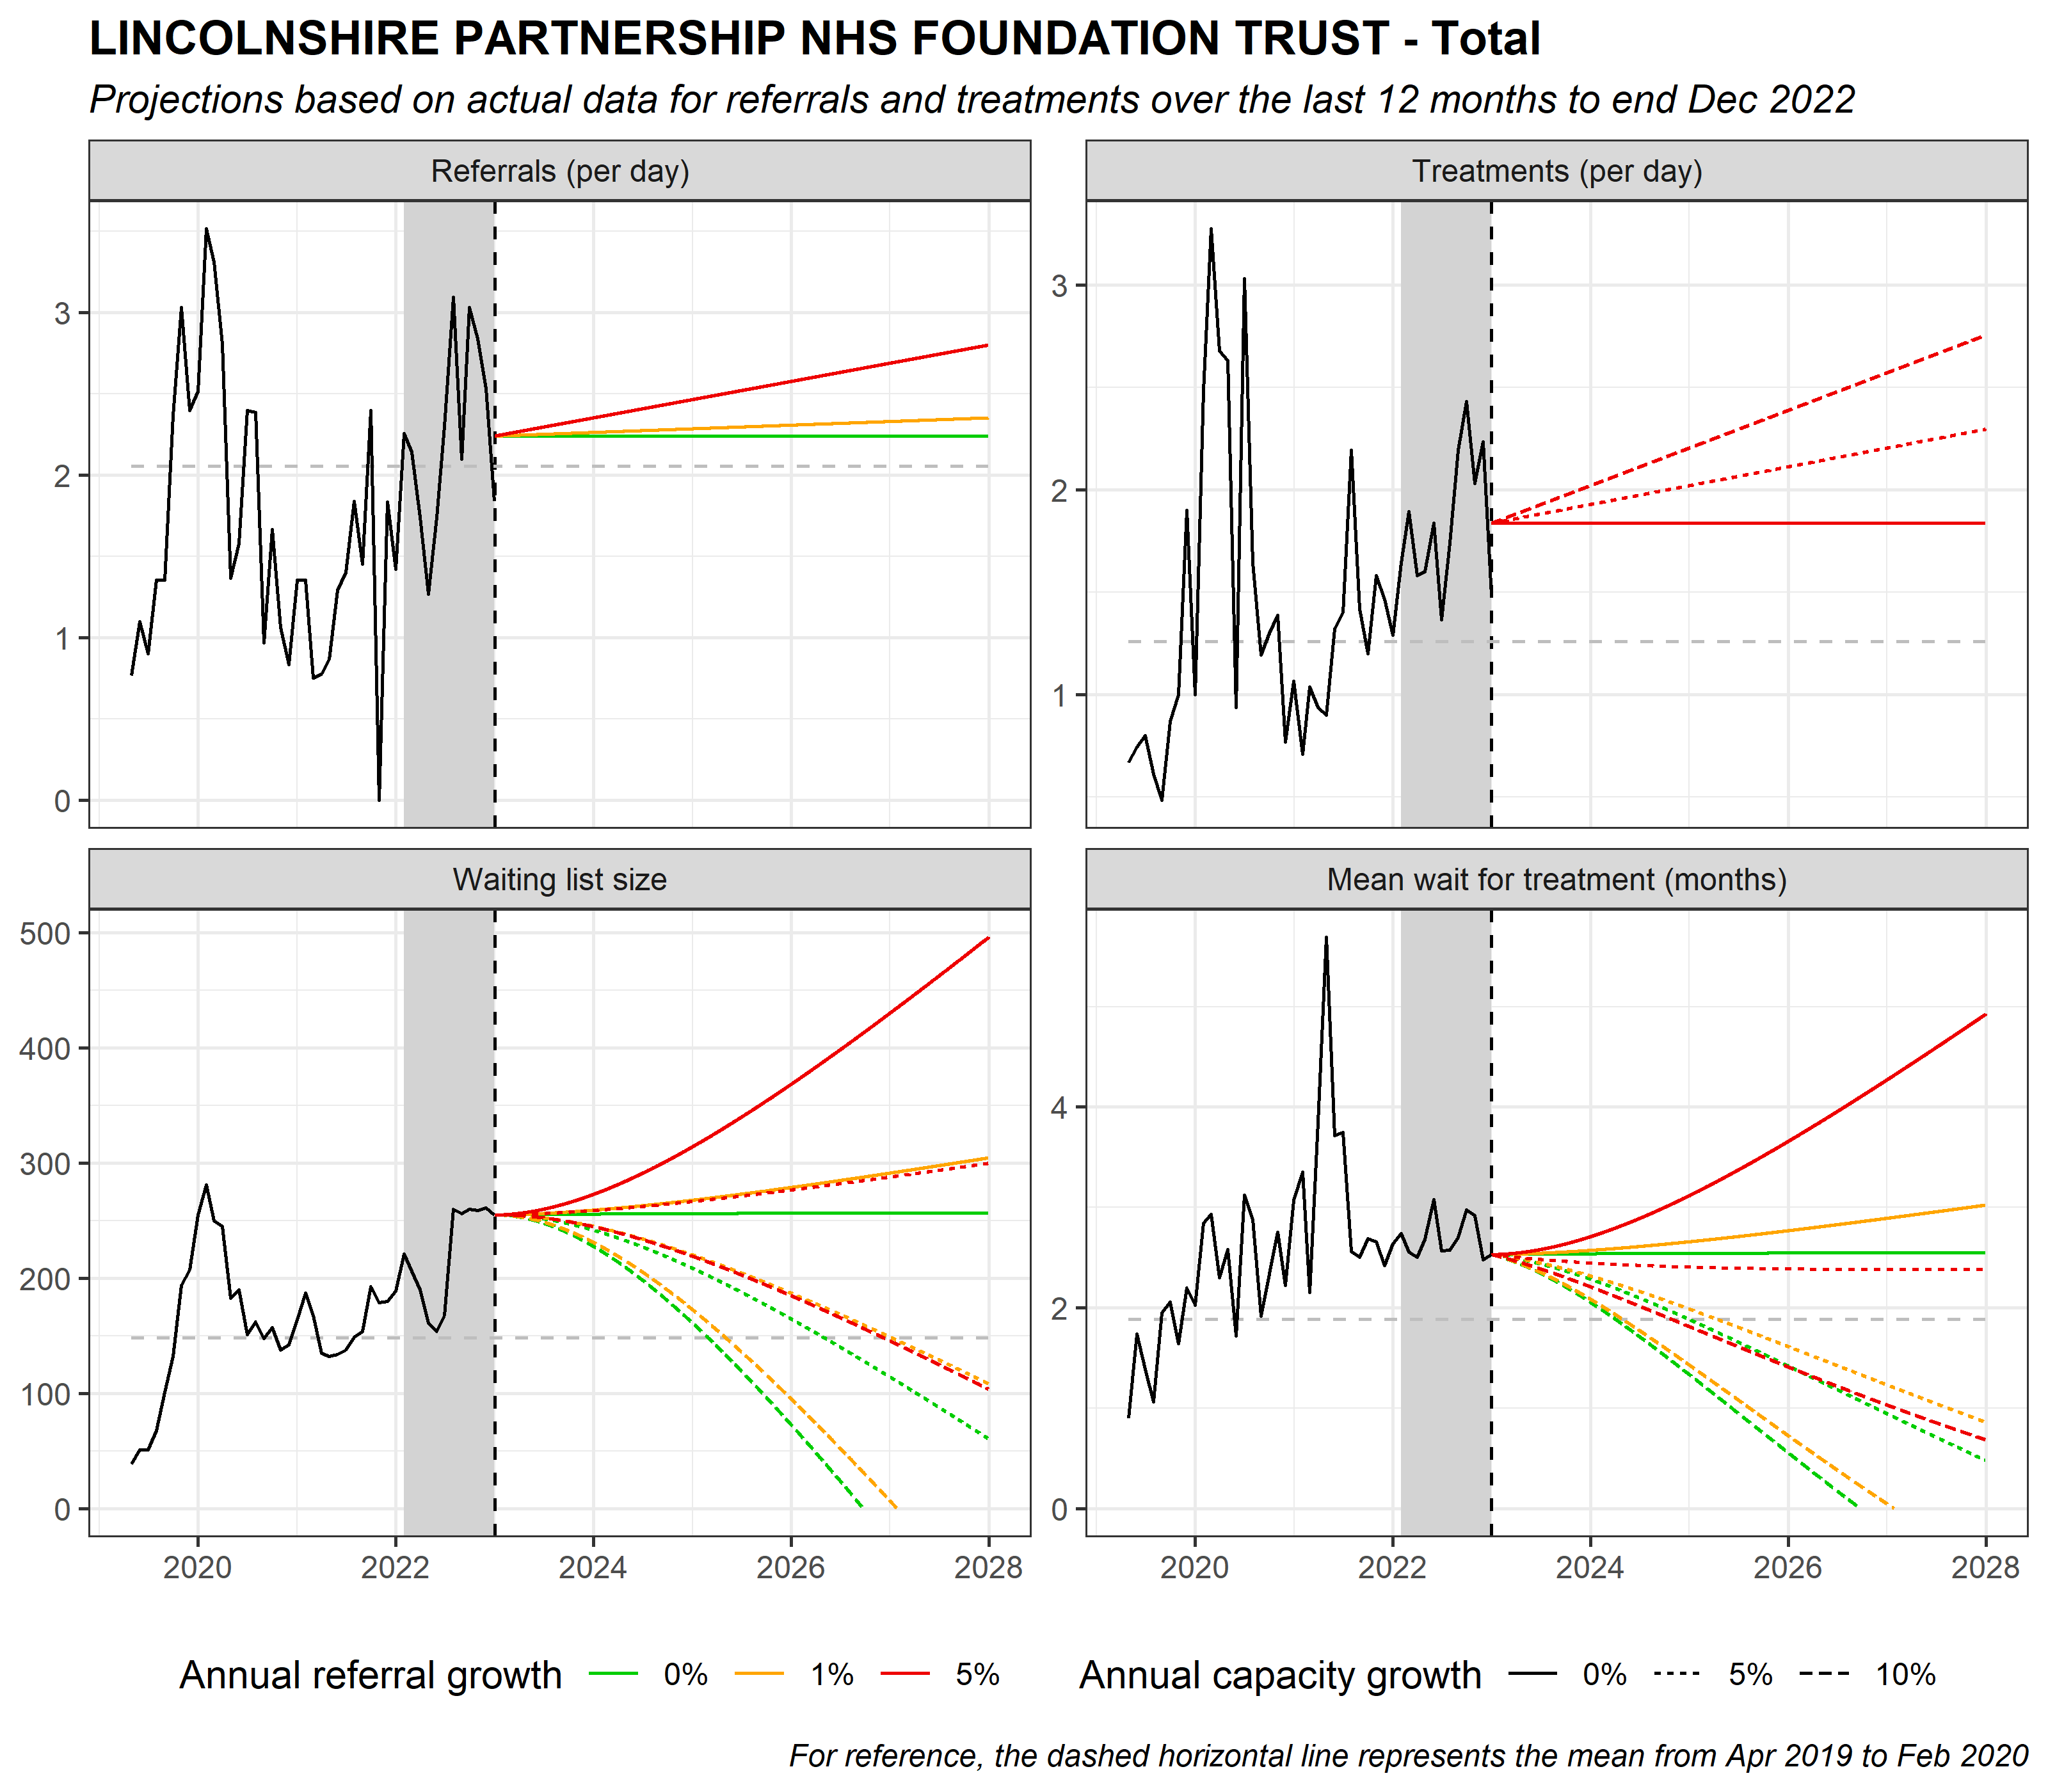 LINCOLNSHIRE PARTNERSHIP NHS FOUNDATION TRUST - Total
Projections based on actual data for referrals and treatments over the last 12 months to end Dec 2022
Referrals (per day)
3
2
1
0
Treatments (per day)
3
2
1
Waiting list size
500
400
300
200
100
0
2020 2022 2024 2026 2028
Mean wait for treatment (months)
4
2
0
2020 2022 2024 2026 2028
Annual referral growth 0% 1% 5%
Annual capacity growth 0% 5% 10%
For reference, the dashed horizontal line represents the mean from Apr 2019 to Feb 2020